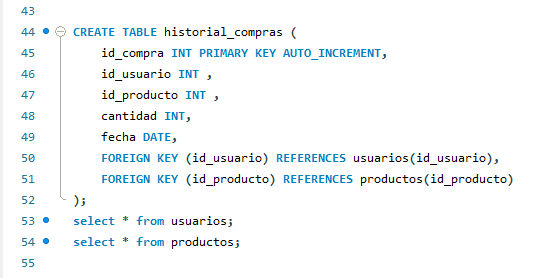 43
44 CREATE TABLE historial_compras (
45 id_compra INT PRIMARY KEY AUTO_INCREMENT,
46 id_usuario INT ,
47 id_producto INT ,
48 cantidad INT,
49 fecha DATE,
50 FOREIGN KEY (id_usuario) REFERENCES usuarios(id_usuario),
51 FOREIGN KEY (id_producto) REFERENCES productos(id_producto)
52 );
53 select * from usuarios;
54 select * from productos;
55